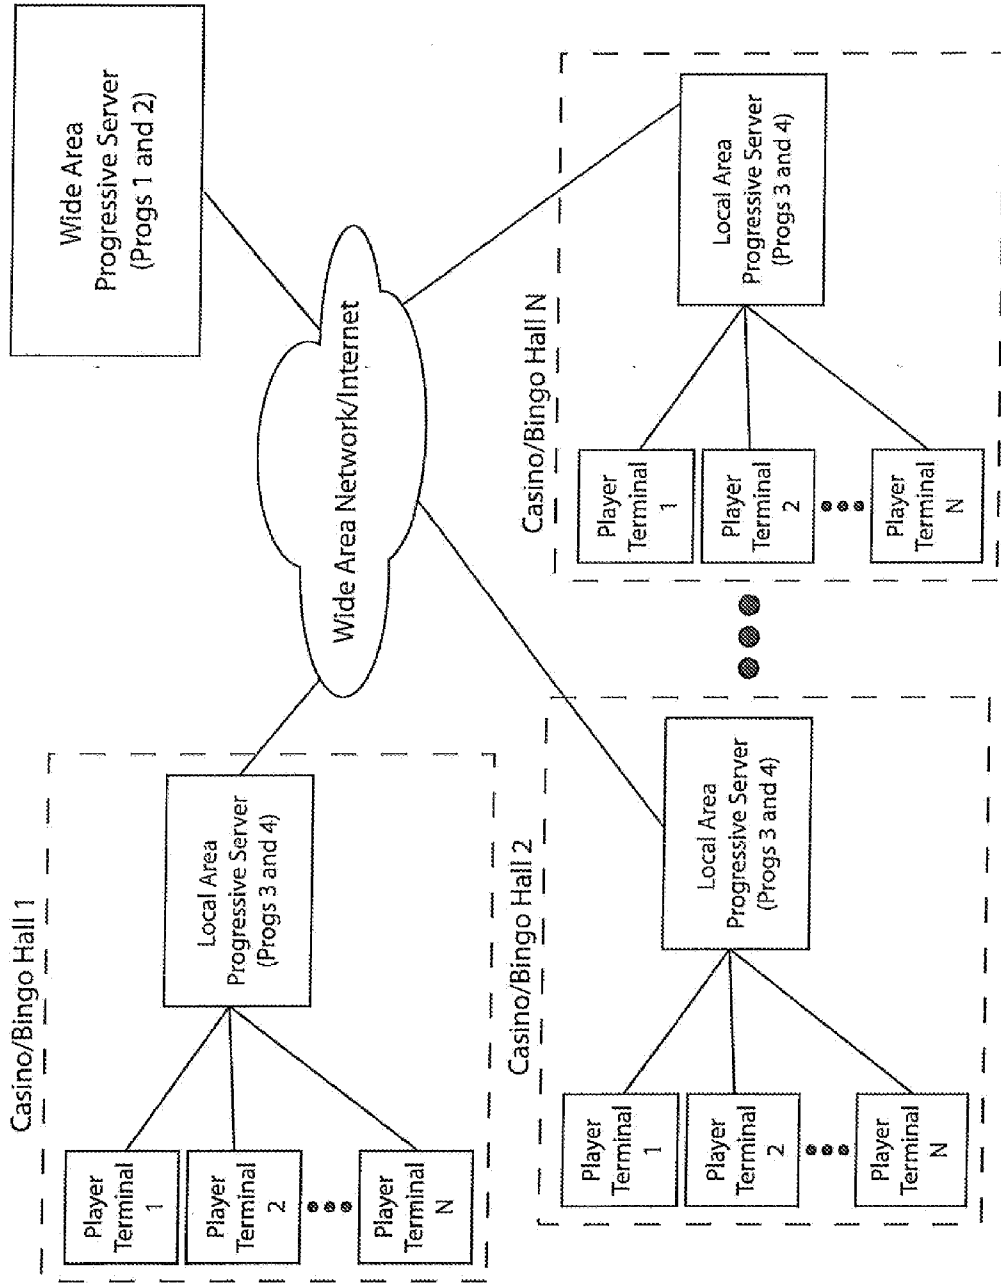 Casino/Bingo Hall 1
Player
Terminal
1
Player
Terminal
2
Player
Terminal
N
Local Area
Progressive Server
(Progs 3 and 4)
Wide Area
Progressive Server
(Progs 1 and 2)
Wide Area Network/Internet
Casino/Bingo Hall 2
Player
Terminal
1
Player
Terminal
2
Player
Terminal
N
Local Area
Progressive Server
(Progs 3 and 4)
Casino/Bingo Hall N
Player
Terminal
1
Player
Terminal
2
Player
Terminal
N
Local Area
Progressive Server
(Progs 3 and 4)